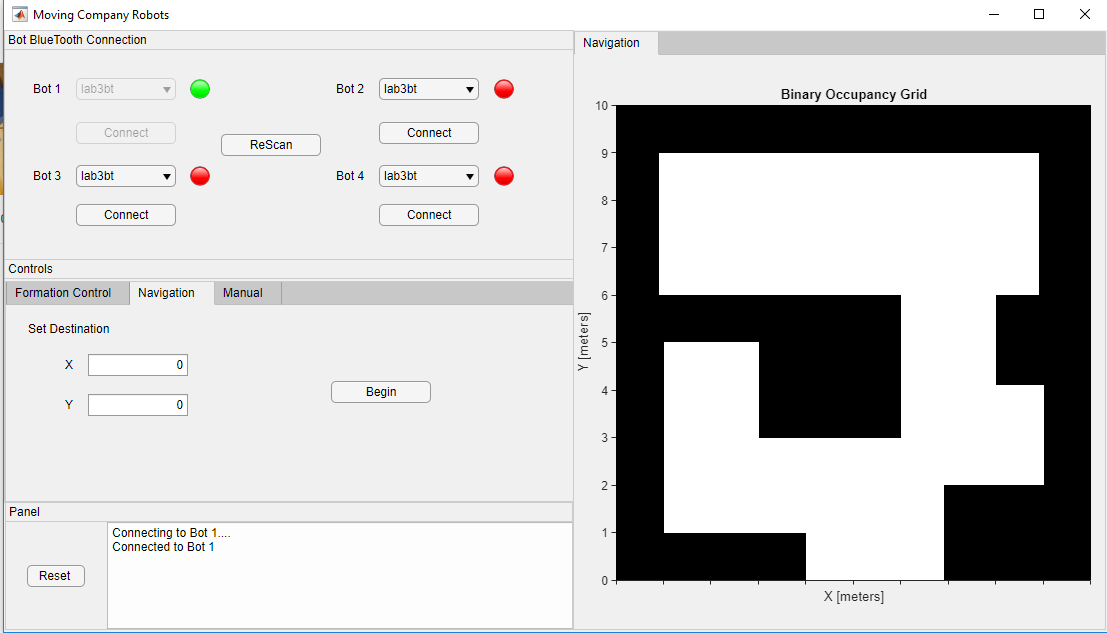 Moving Company Robots
Bot BlueTooth Connection
Bot 1 lab3bt
Connect
Bot 2 lab3bt
Connect
ReScan
Bot 3 lab3bt
Connect
Bot 4 lab3bt
Connect
Controls
Formation Control Navigation Manual
Set Destination
X 0
Y 0
Begin
Panel
Reset
Connecting to Bot 1....
Connected to Bot 1
Navigation
Binary Occupancy Grid
10
9
8
7
6
5
4
3
2
1
0
Y [meters]
X [meters]